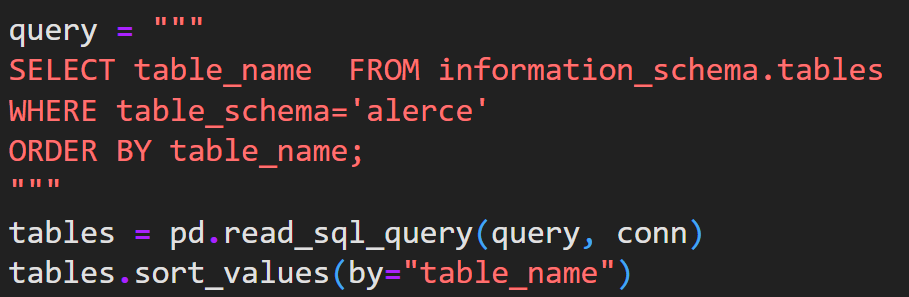 query = """
SELECT table_name  FROM information_schema.tables
WHERE table_schema='alerce'
ORDER BY table_name;
"""
tables = pd.read_sql_query(query, conn)
tables.sort_values(by="table_name")